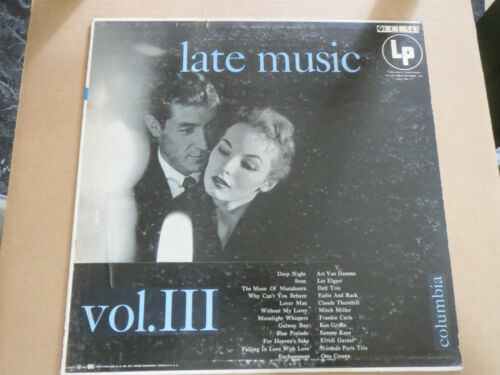 late music
LP
Deep Night Art Van Damme
Soon Les Elgart
The Moon Of Manakoora Dell Trio
Why Can't You Behave Eadie And Rack
Lover Man Claude Thornhill
Without My Lover Mitch Miller
Moonlight Whispers Frankie Carle
Galway Bay Ken Griffin
Blue Prelude Sammy Kaye
For Heaven's Sake Erroll Garner
Falling In Love With Love Norman Paris Trio
Enchantment Otto Cesana
vol.III
columbia